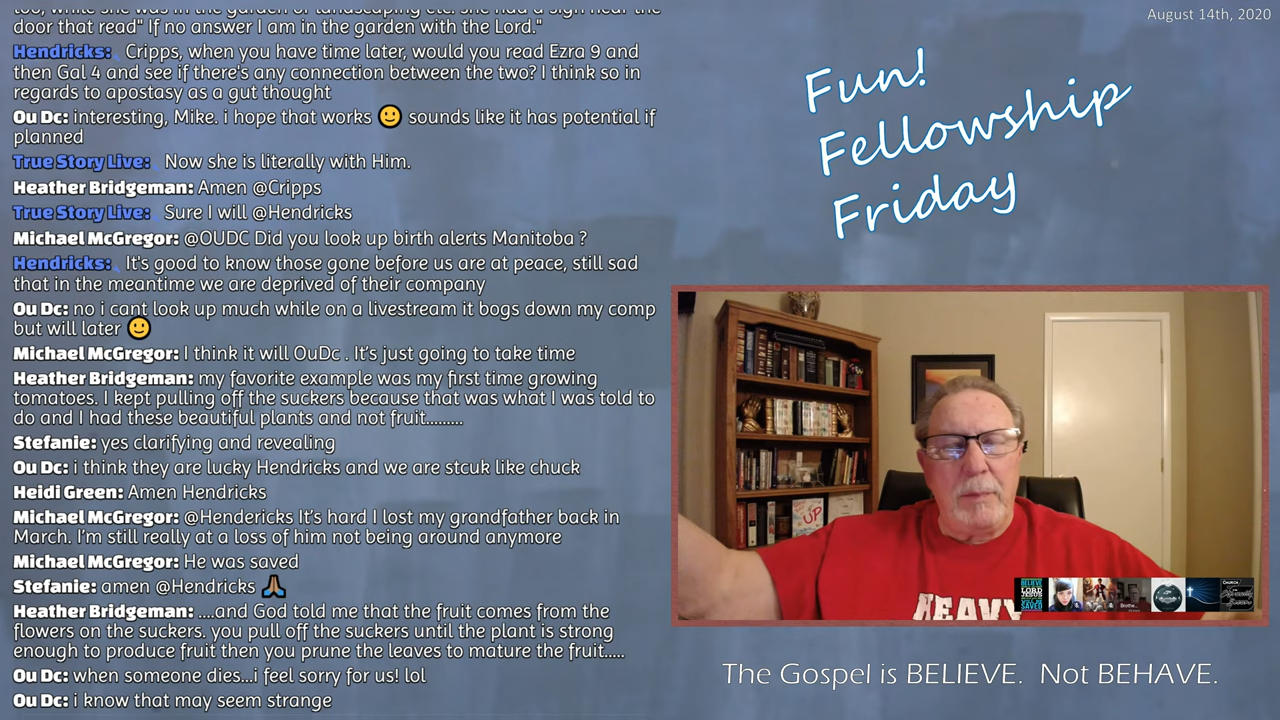 too, while she was in the garden or landscaping etc. she had a sign near the
door that read" If no answer I am in the garden with the Lord."
Hendricks: Cripps, when you have time later, would you read Ezra 9 and
then Gal 4 and see if there's any connection between the two? I think so in
regards to apostasy as a gut thought
Ou Dc: interesting, Mike. i hope that works 🙂 sounds like it has potential if
planned
True Story Live: Now she is literally with Him.
Heather Bridgeman: Amen @Cripps
True Story Live: Sure I will @Hendricks
Michael McGregor: @OUDC Did you look up birth alerts Manitoba ?
Hendricks: It's good to know those gone before us are at peace, still sad
that in the meantime we are deprived of their company
Ou Dc: no i cant look up much while on a livestream it bogs down my comp
but will later 🙂
Michael McGregor: I think it will OuDc . It's just going to take time
Heather Bridgeman: my favorite example was my first time growing
tomatoes. I kept pulling off the suckers because that was what I was told to
do and I had these beautiful plants and not fruit.........
Stefanie: yes clarifying and revealing
Ou Dc: i think they are lucky Hendricks and we are stcuk like chuck
Heidi Green: Amen Hendricks
Michael McGregor: @Hendericks It's hard I lost my grandfather back in
March. I'm still really at a loss of him not being around anymore
Michael McGregor: He was saved
Stefanie: amen @Hendricks 🙏🏾
Heather Bridgeman: ....and God told me that the fruit comes from the
flowers on the suckers. you pull off the suckers until the plant is strong
enough to produce fruit then you prune the leaves to mature the fruit.....
Ou Dc: when someone dies...i feel sorry for us! lol
Ou Dc: i know that may seem strange
August 14th, 2020
Fun!
Fellowship
Friday
UP
HEAVY
BELIEVE
LORD
JESUS
SAVED
Brothe...
CHURCH
The Gospel is BELIEVE. Not BEHAVE.